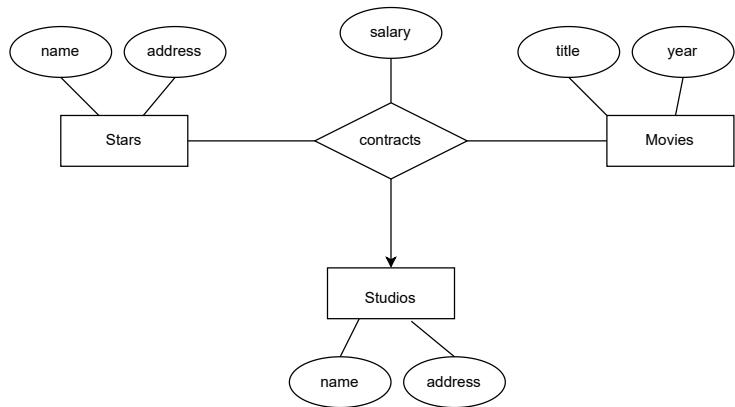 salary
name
address
title
year
Stars
contracts
Movies
Studios
name
address